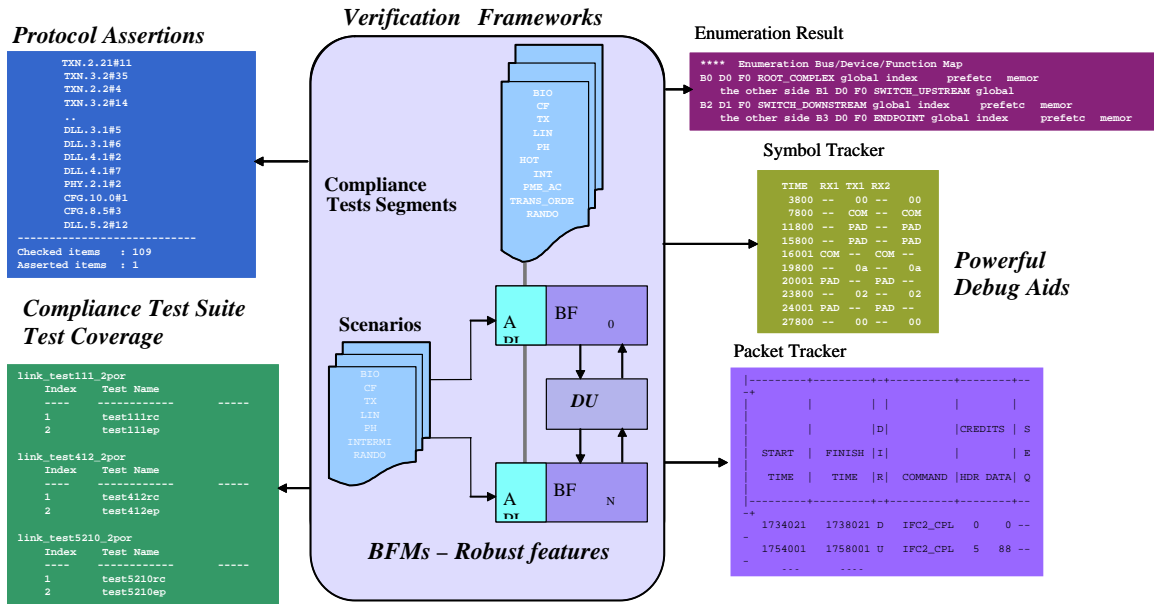 Verification Frameworks
Protocol Assertions
TXN.2.21#11
TXN.3.2#35
TXN.2.2#4
TXN.3.2#14
..
DLL.3.1#5
DLL.3.1#6
DLL.4.1#2
DLL.4.1#7
PHY.2.1#2
CFG.10.0#1
CFG.8.5#3
DLL.5.2#12
----------------------------
Checked items : 109
Asserted items : 1
Compliance Test Suite
Test Coverage
link_test111_2por
Index Test Name
---- ------------ -----
1 test111rc
2 test111ep
link_test412_2por
Index Test Name
---- ------------ -----
1 test412rc
2 test412ep
link_test5210_2por
Index Test Name
---- ------------ -----
1 test5210rc
2 test5210ep
BIO
CF
TX
LIN
PH
HOT
INT
PME_AC
TRANS_ORDE
RANDO
Compliance
Tests Segments
Scenarios
BIO
CF
TX
LIN
PH
INTERMI
RANDO
A
BF
0
DU
A
BF
N
BFMs – Robust features
Enumeration Result
**** Enumeration Bus/Device/Function Map
B0 D0 F0 ROOT_COMPLEX global index prefetc memor
the other side B1 D0 F0 SWITCH_UPSTREAM global
B2 D1 F0 SWITCH_DOWNSTREAM global index prefetc memor
the other side B3 D0 F0 ENDPOINT global index prefetc memor
Symbol Tracker
TIME RX1 TX1 RX2
3800 -- 00 -- 00
7800 -- COM -- COM
11800 -- PAD -- PAD
15800 -- PAD -- PAD
16001 COM -- COM --
19800 -- 0a -- 0a
20001 PAD -- PAD --
23800 -- 02 -- 02
24001 PAD -- PAD --
27800 -- 00 -- 00
Powerful
Debug Aids
Packet Tracker
|---------+---------+-+---------+--------+--
-+
| | | | | |
| |D| |CREDITS | S
START | FINISH |I| | | E
TIME | TIME |R| COMMAND |HDR DATA| Q
|---------+---------+-+---------+--------+--
-+
1734021 1738021 D IFC2_CPL 0 0 --
-
1754001 1758001 U IFC2_CPL 5 88 --
-
--- ----